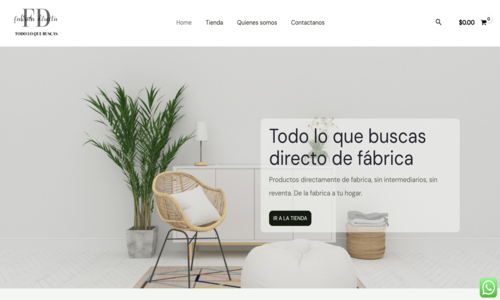 FD
fabrica directa
TODO LO QUE BUSCAS
Home
Tienda
Quienes somos
Contactanos
$0.00
0
Todo lo que buscas
directo de fábrica
Productos directamente de fabrica, sin intermediarios, sin
reventa. De la fabrica a tu hogar.
IR A LA TIENDA